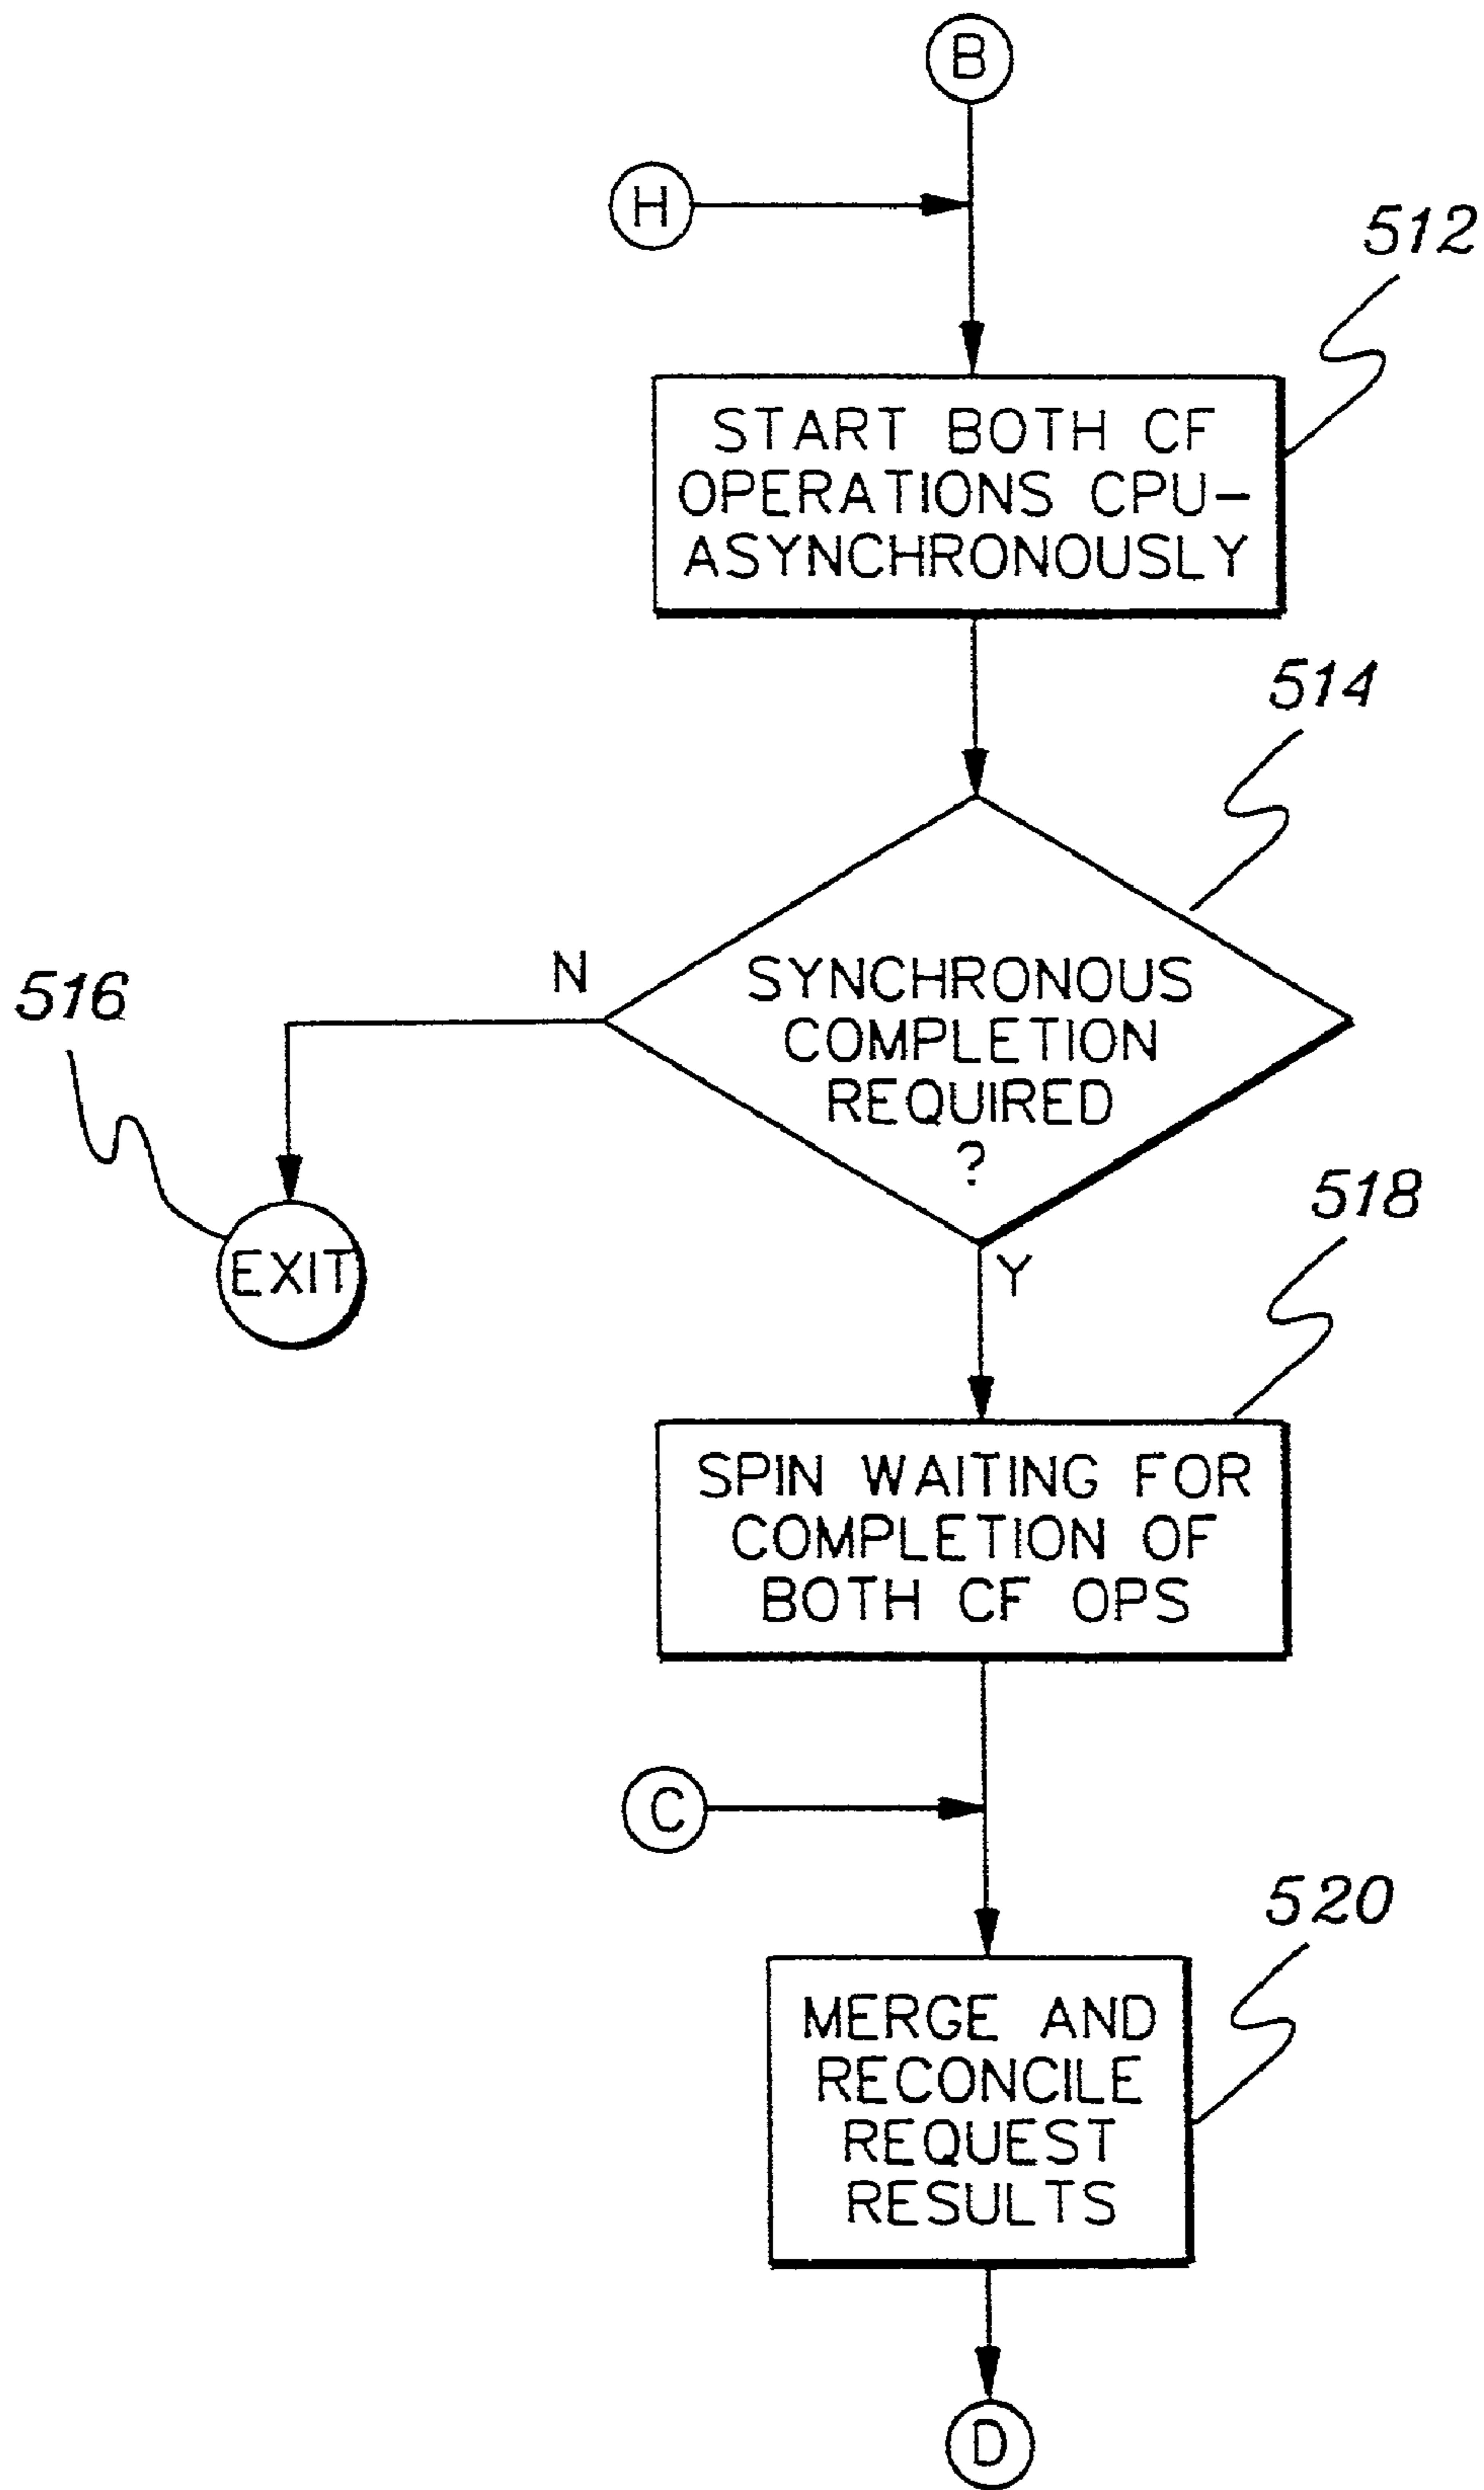 B
H
512
START BOTH CF
OPERATIONS CPU-
ASYNCHRONOUSLY
514
N
SYNCHRONOUS
COMPLETION
REQUIRED
?
516
EXIT
Y
518
SPIN WAITING FOR
COMPLETION OF
BOTH CF OPS
C
520
MERGE AND
RECONCILE
REQUEST
RESULTS
D